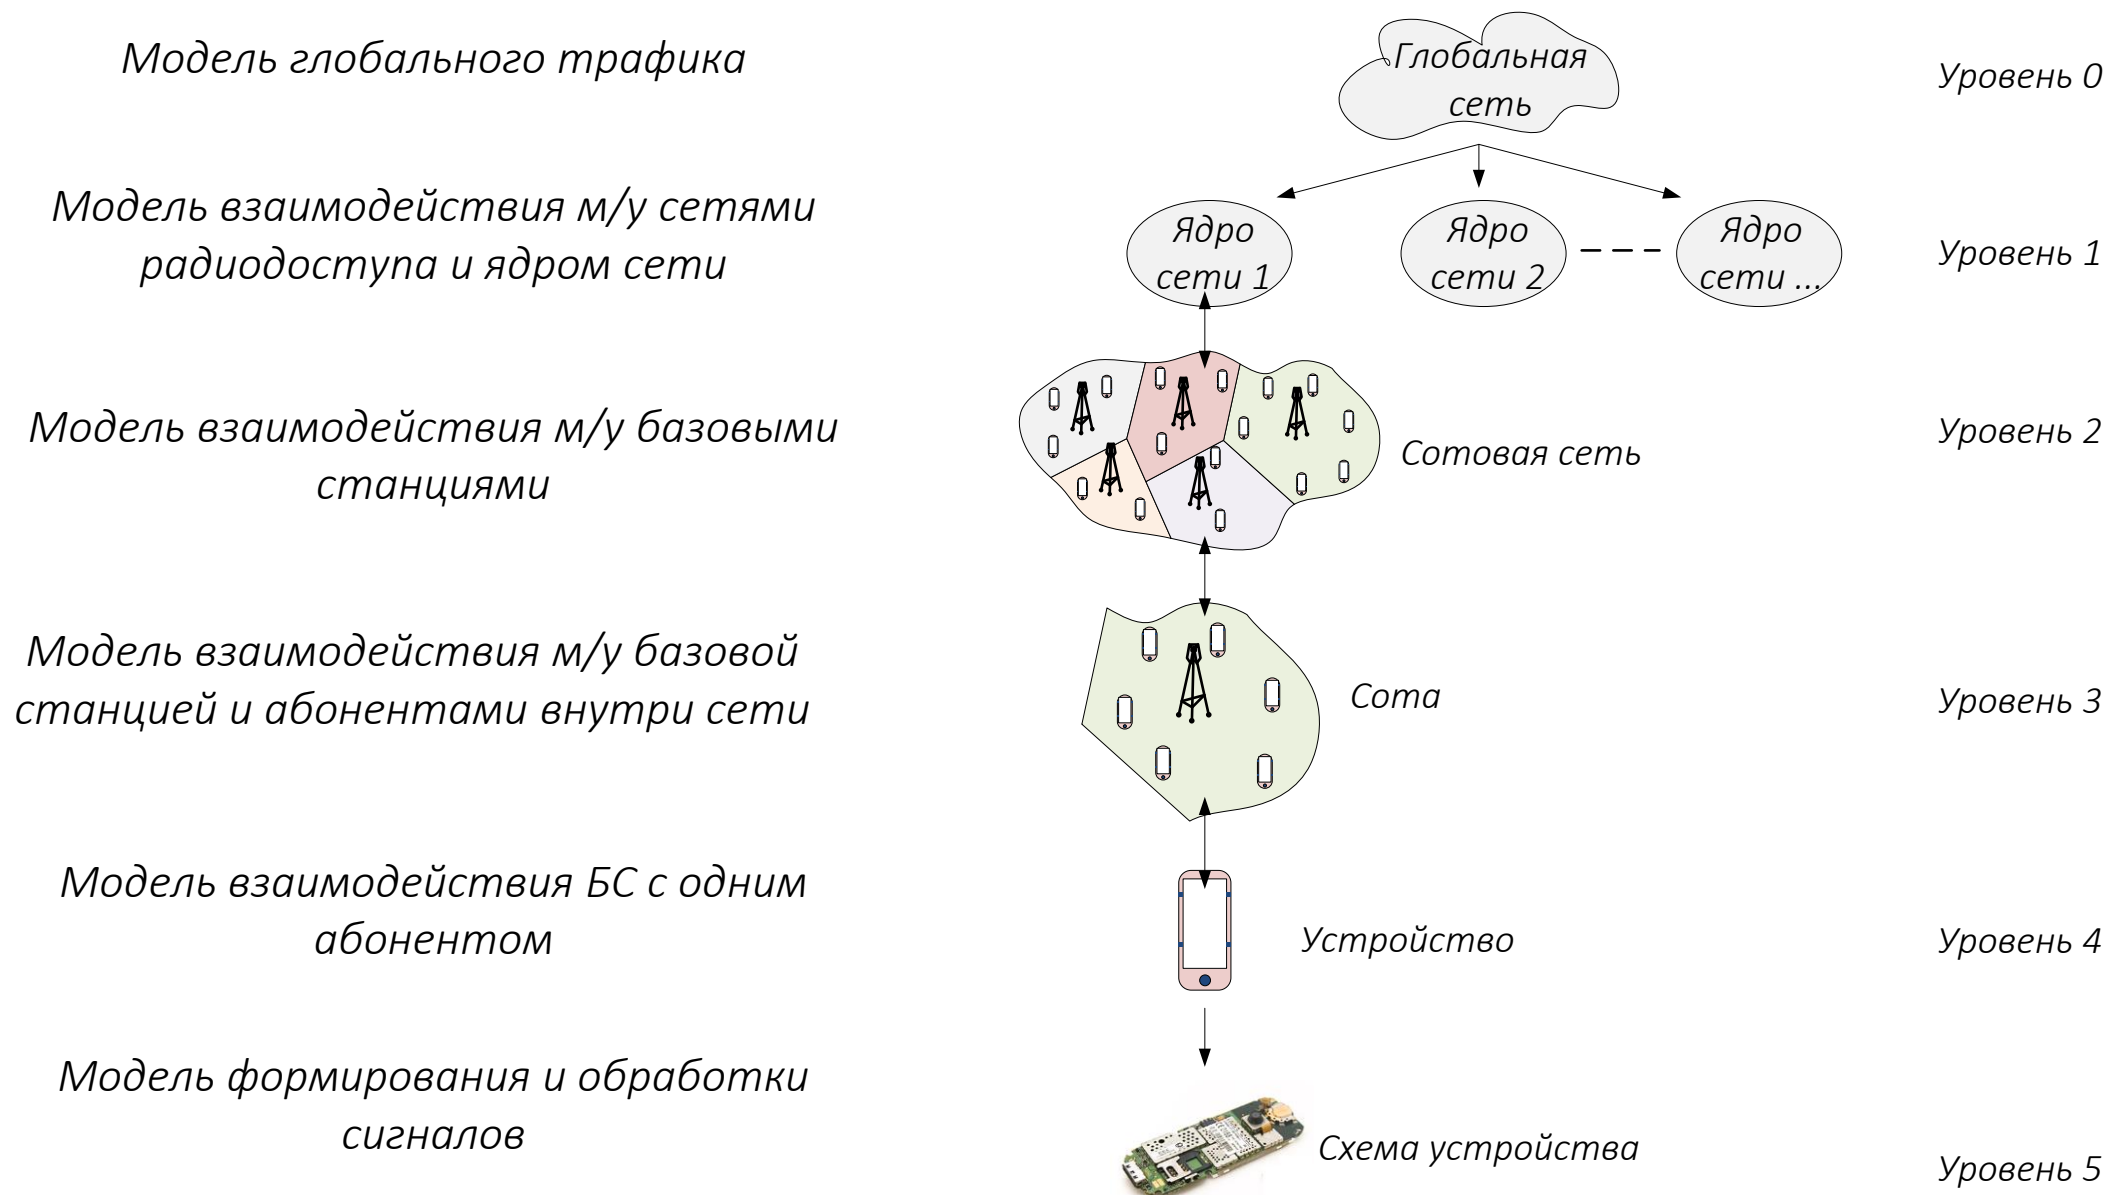 Модель глобального трафика
Глобальная
сеть
Уровень 0
Модель взаимодействия м/у сетями
радиодоступа и ядром сети
Ядро
сети 1
Ядро
сети 2
Ядро
сети ...
Уровень 1
Модель взаимодействия м/у базовыми
станциями
Сотовая сеть
Уровень 2
Модель взаимодействия м/у базовой
станцией и абонентами внутри сети
Сота
Уровень 3
Модель взаимодействия БС с одним
абонентом
Устройство
Уровень 4
Модель формирования и обработки
сигналов
Схема устройства
Уровень 5